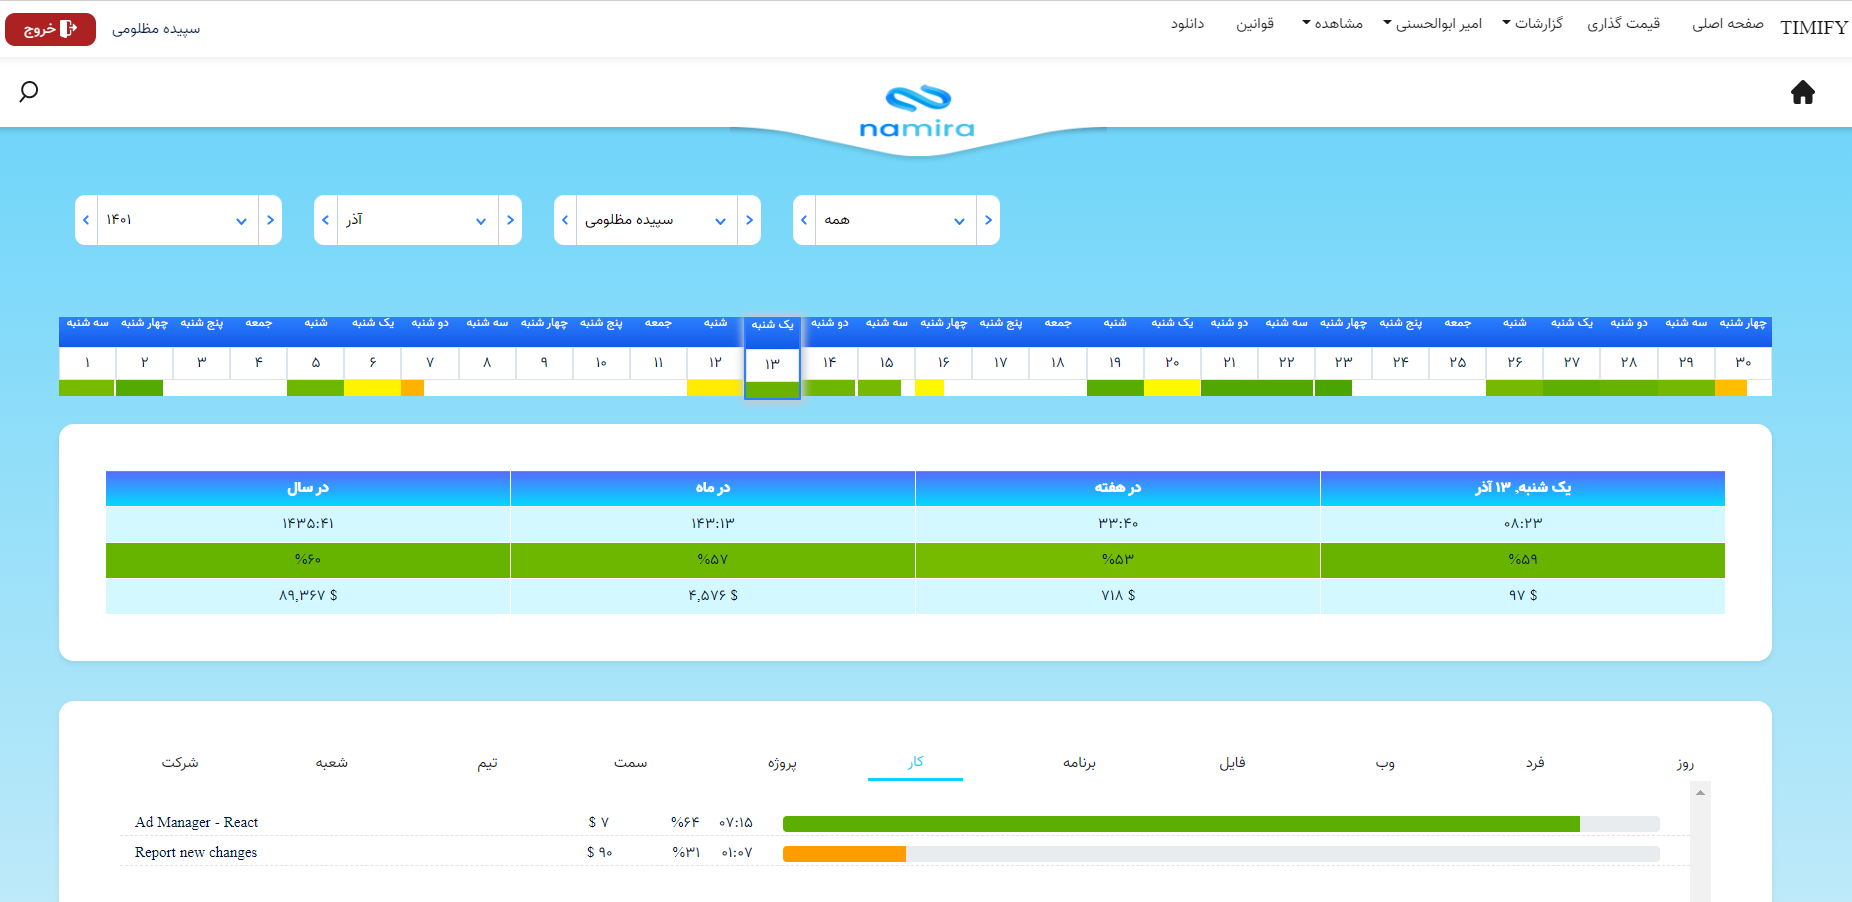 TIMIFY صفحه اصلی قیمت گذاری گزارشات امیر ابوالحسنی مشاهده قوانین دانلود سپیده مظلومی خروج
namira
همه سپیده مظلومی آذر ۱۴۰۱
سه شنبه چهار شنبه پنج شنبه جمعه شنبه یک شنبه دو شنبه سه شنبه چهار شنبه پنج شنبه جمعه شنبه یک شنبه دو شنبه سه شنبه چهار شنبه پنج شنبه جمعه شنبه یک شنبه دو شنبه سه شنبه چهار شنبه پنج شنبه جمعه شنبه یک شنبه دو شنبه سه شنبه چهار شنبه
۱ ۲ ۳ ۴ ۵ ۶ ۷ ۸ ۹ ۱۰ ۱۱ ۱۲ ۱۳ ۱۴ ۱۵ ۱۶ ۱۷ ۱۸ ۱۹ ۲۰ ۲۱ ۲۲ ۲۳ ۲۴ ۲۵ ۲۶ ۲۷ ۲۸ ۲۹ ۳۰
یک شنبه, ۱۳ آذر در هفته در ماه در سال
۰۸:۲۳ ۳۳:۴۰ ۱۴۳:۱۳ ۱۴۳۵:۴۱
%۵۹ %۵۳ %۵۷ %۶۰
۹۷ $ ۷۱۸ $ ۴,۵۷۶ $ ۸۹,۳۶۷ $
روز فرد وب فایل برنامه کار پروژه سمت تیم شعبه شرکت
Ad Manager - React $ ۷ %۶۴ ۰۷:۱۵
Report new changes $ ۹۰ %۳۱ ۰۱:۰۷